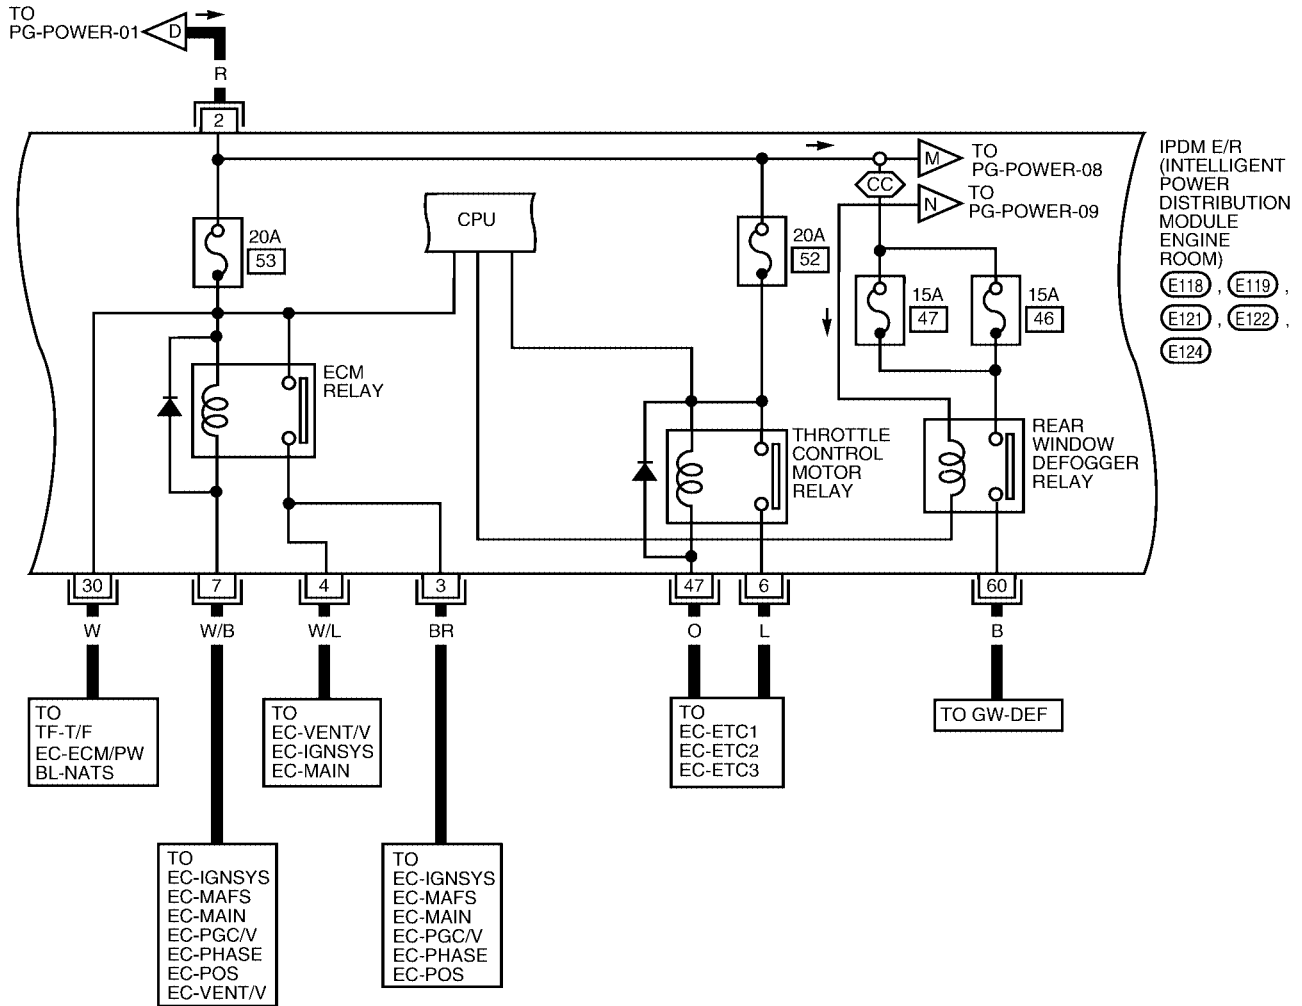 TO
PG-POWER-01
D
R
2
M
TO
PG-POWER-08
CC
N
TO
PG-POWER-09
IPDM E/R
(INTELLIGENT
POWER
DISTRIBUTION
MODULE
ENGINE
ROOM)
E118 , E119 ,
E121 , E122 ,
E124
CPU
20A
53
20A
52
15A
47
15A
46
ECM
RELAY
THROTTLE
CONTROL
MOTOR
RELAY
REAR
WINDOW
DEFOGGER
RELAY
30
7
4
3
47
6
60
W
W/B
W/L
BR
O
L
B
TO
TF-T/F
EC-ECM/PW
BL-NATS
TO
EC-VENT/V
EC-IGNSYS
EC-MAIN
TO
EC-ETC1
EC-ETC2
EC-ETC3
TO GW-DEF
TO
EC-IGNSYS
EC-MAFS
EC-MAIN
EC-PGC/V
EC-PHASE
EC-POS
EC-VENT/V
TO
EC-IGNSYS
EC-MAFS
EC-MAIN
EC-PGC/V
EC-PHASE
EC-POS